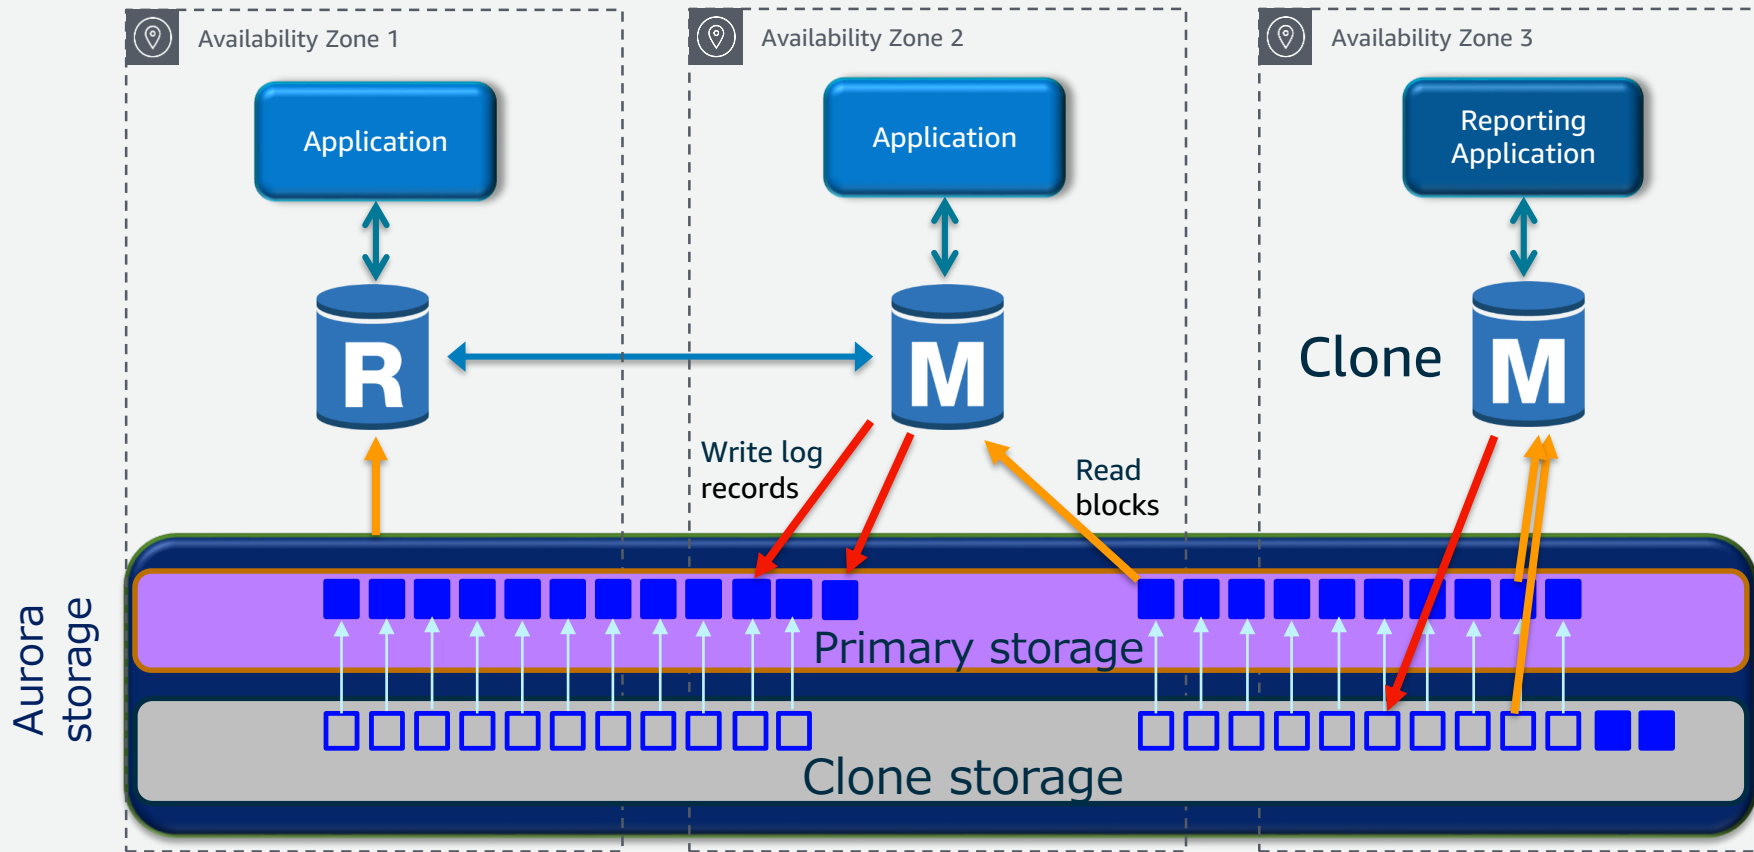 Availability Zone 1
Availability Zone 2
Availability Zone 3
Application
Application
Reporting
Application
R
M
Clone
M
Write log
records
Read
blocks
Aurora
storage
Primary storage
Clone storage